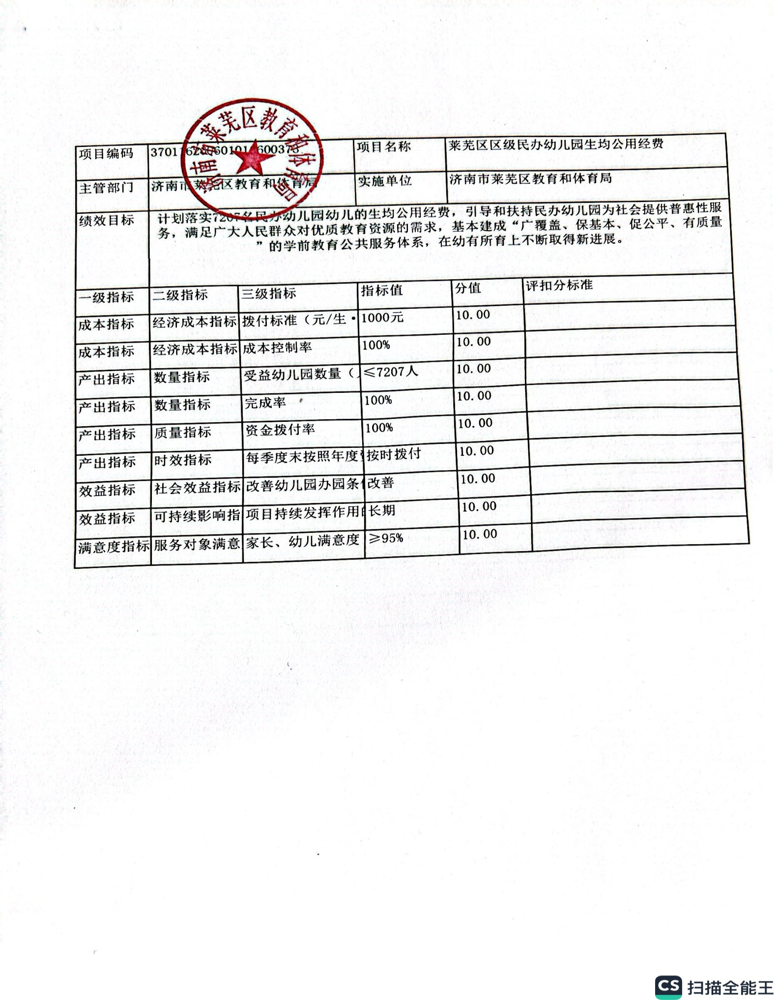 济南市莱芜区教育和体育局
项目编码 项目名称 莱芜区区级民办幼儿园生均公用经费
主管部门 济南市莱芜区教育和体育局 实施单位 济南市莱芜区教育和体育局
绩效目标 计划落实7207名民办幼儿园幼儿的生均公用经费，引导和扶持民办幼儿园为社会提供普惠性服
务，满足广大人民群众对优质教育资源的需求，基本建成“广覆盖、保基本、促公平、有质量
”的学前教育公共服务体系，在幼有所育上不断取得新进展。
一级指标 二级指标 三级指标 指标值 分值 评扣分标准
成本指标 经济成本指标 拨付标准（元/生· 1000元 10.00
成本指标 经济成本指标 成本控制率 100% 10.00
产出指标 数量指标 受益幼儿园数量（ ≤7207人 10.00
产出指标 数量指标 完成率 100% 10.00
产出指标 质量指标 资金拨付率 100% 10.00
产出指标 时效指标 每季度末按照年度 按时拨付 10.00
效益指标 社会效益指标 改善幼儿园办园条 改善 10.00
效益指标 可持续影响指 项目持续发挥作用 长期 10.00
满意度指标 服务对象满意 家长、幼儿满意度 ≥95% 10.00
CS 扫描全能王